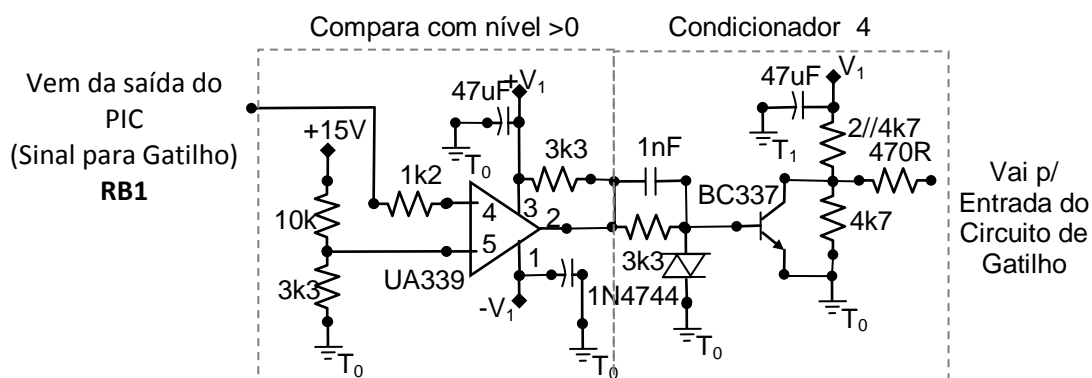 Compara com nível >0
Condicionador 4
Vem da saída do
PIC
(Sinal para Gatilho)
RB1
+15V
10k
3k3
T0
1k2
4
5
UA339
47uF
+V1
T0
3
2
1
-V1
T0
3k3
1nF
3k3
1N4744
T0
BC337
47uF
V1
T1
2//4k7
470R
4k7
T0
Vai p/
Entrada do
Circuito de
Gatilho